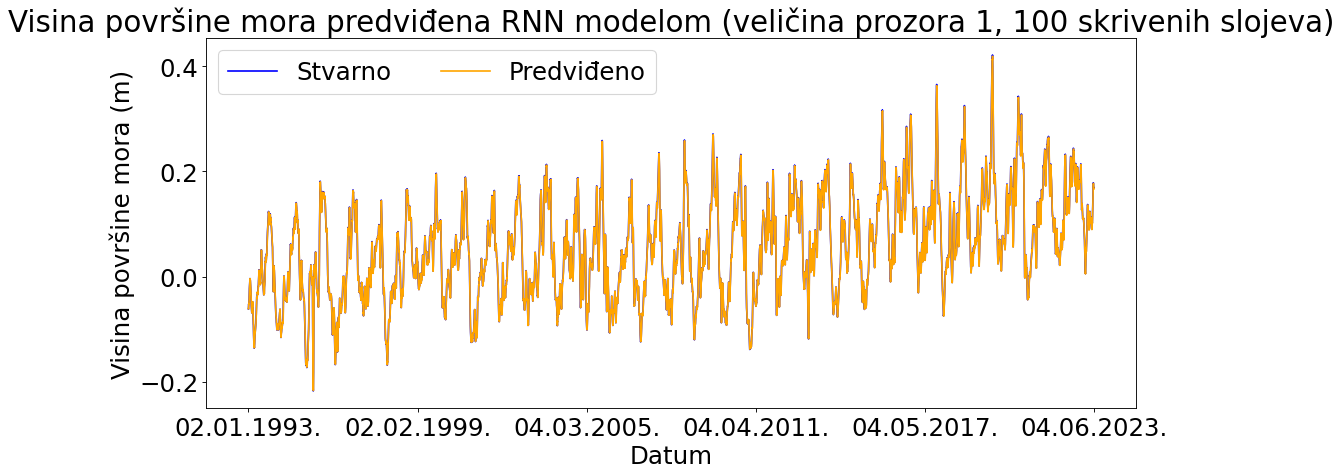 Visina površine mora predviđena RNN modelom (veličina prozora 1, 100 skrivenih slojeva)
Stvarno
Predviđeno
Visina površine mora (m)
0.4
0.2
0.0
−0.2
02.01.1993.
02.02.1999.
04.03.2005.
04.04.2011.
04.05.2017.
04.06.2023.
Datum